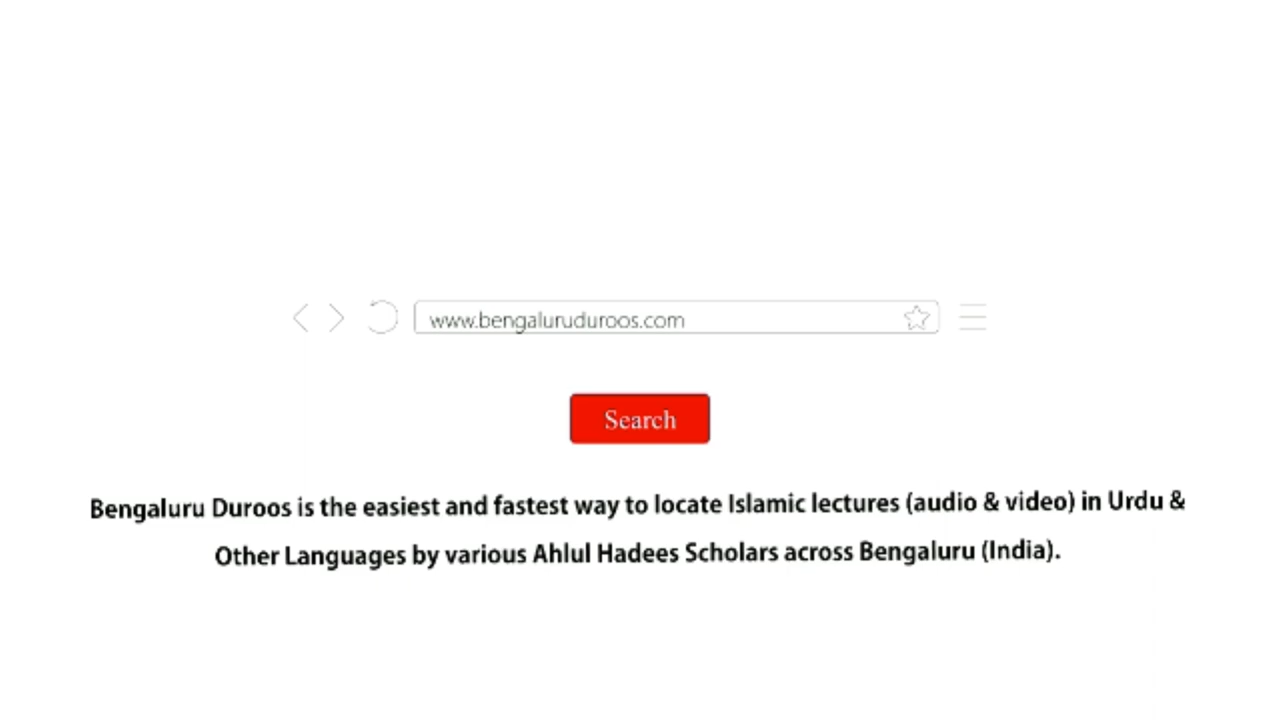 www.bengaluruduroos.com
Search
Bengaluru Duroos is the easiest and fastest way to locate Islamic lectures (audio & video) in Urdu &
Other Languages by various Ahlul Hadees Scholars across Bengaluru (India).